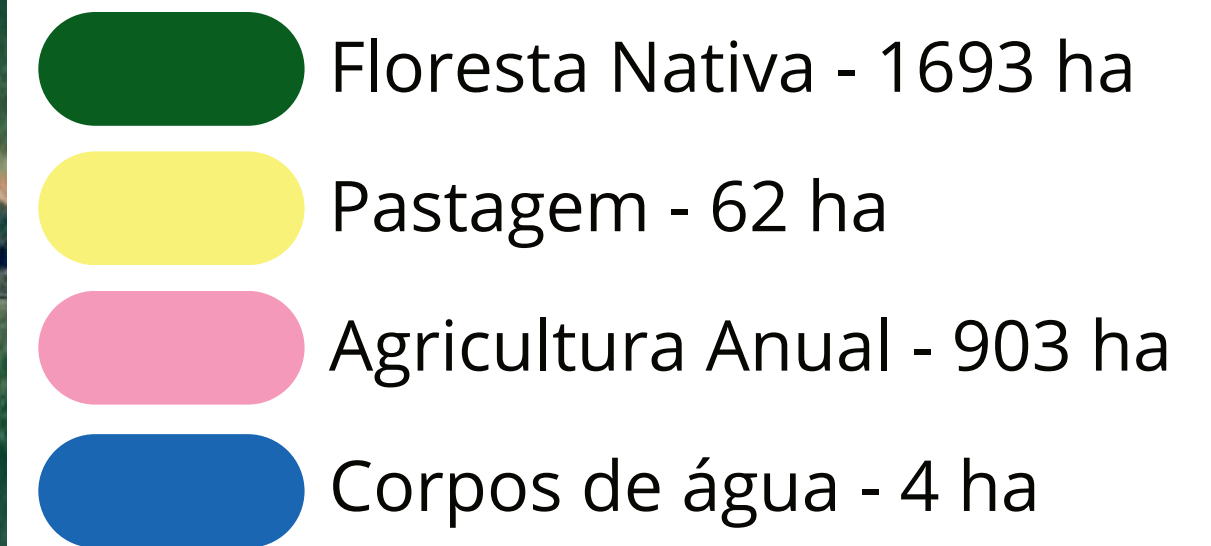 Floresta Nativa - 1693 ha
Pastagem - 62 ha
Agricultura Anual - 903 ha
Corpos de água - 4 ha